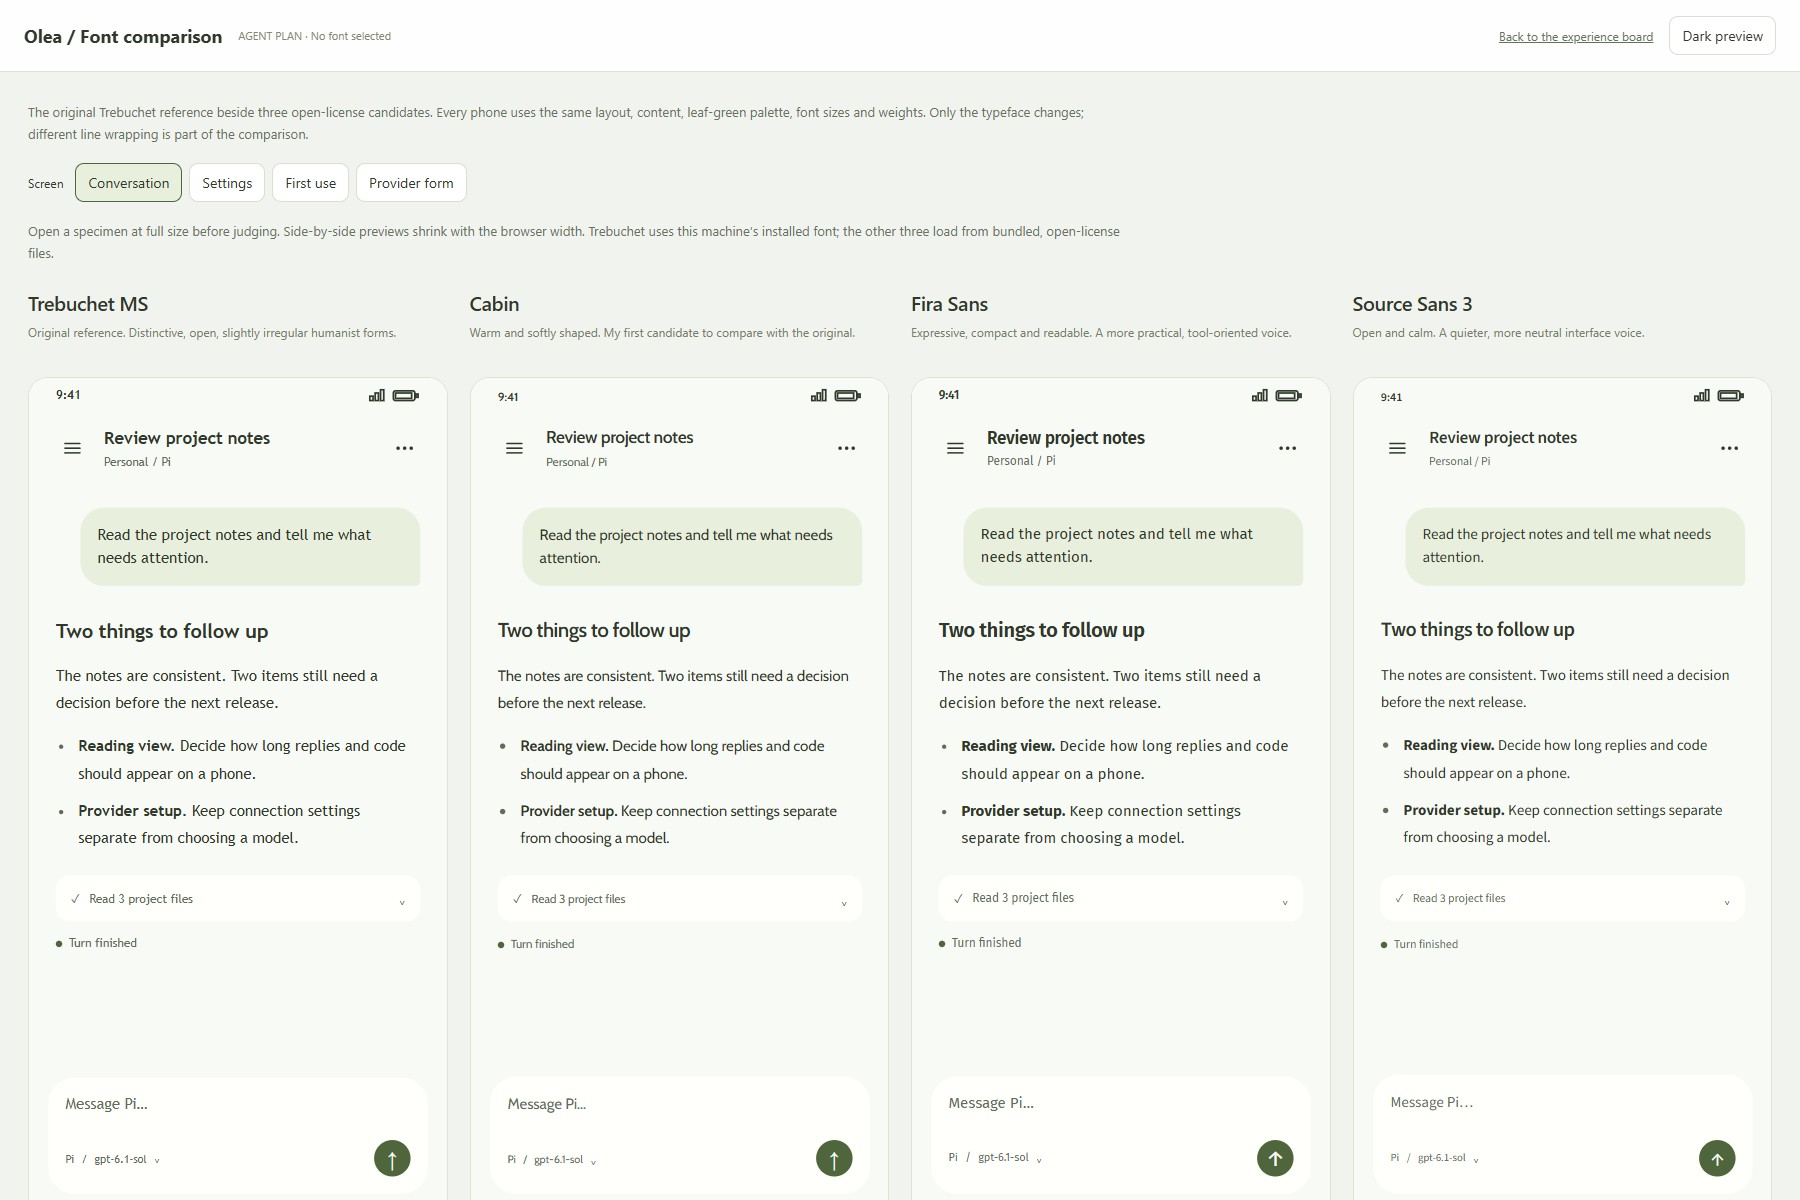 Olea / Font comparison
AGENT PLAN · No font selected
Back to the experience board
Dark preview
The original Trebuchet reference beside three open-license candidates. Every phone uses the same layout, content, leaf-green palette, font sizes and weights. Only the typeface changes;
different line wrapping is part of the comparison.
Screen
Conversation
Settings
First use
Provider form
Open a specimen at full size before judging. Side-by-side previews shrink with the browser width. Trebuchet uses this machine's installed font; the other three load from bundled, open-license
files.
Trebuchet MS
Original reference. Distinctive, open, slightly irregular humanist forms.
9:41
Review project notes
Personal / Pi
Read the project notes and tell me what
needs attention.
Two things to follow up
The notes are consistent. Two items still need a
decision before the next release.
• Reading view. Decide how long replies and code
should appear on a phone.
• Provider setup. Keep connection settings
separate from choosing a model.
✓ Read 3 project files
Turn finished
Message Pi...
Pi / gpt-6.1-sol v
Cabin
Warm and softly shaped. My first candidate to compare with the original.
9:41
Review project notes
Personal / Pi
Read the project notes and tell me what needs
attention.
Two things to follow up
The notes are consistent. Two items still need a decision
before the next release.
• Reading view. Decide how long replies and code
should appear on a phone.
• Provider setup. Keep connection settings separate
from choosing a model.
✓ Read 3 project files
Turn finished
Message Pi...
Pi / gpt-6.1-sol v
Fira Sans
Expressive, compact and readable. A more practical, tool-oriented voice.
9:41
Review project notes
Personal / Pi
Read the project notes and tell me what
needs attention.
Two things to follow up
The notes are consistent. Two items still need a
decision before the next release.
• Reading view. Decide how long replies and code
should appear on a phone.
• Provider setup. Keep connection settings
separate from choosing a model.
✓ Read 3 project files
Turn finished
Message Pi...
Pi / gpt-6.1-sol v
Source Sans 3
Open and calm. A quieter, more neutral interface voice.
9:41
Review project notes
Personal / Pi
Read the project notes and tell me what needs
attention.
Two things to follow up
The notes are consistent. Two items still need a decision
before the next release.
• Reading view. Decide how long replies and code
should appear on a phone.
• Provider setup. Keep connection settings separate
from choosing a model.
✓ Read 3 project files
Turn finished
Message Pi...
Pi / gpt-6.1-sol v